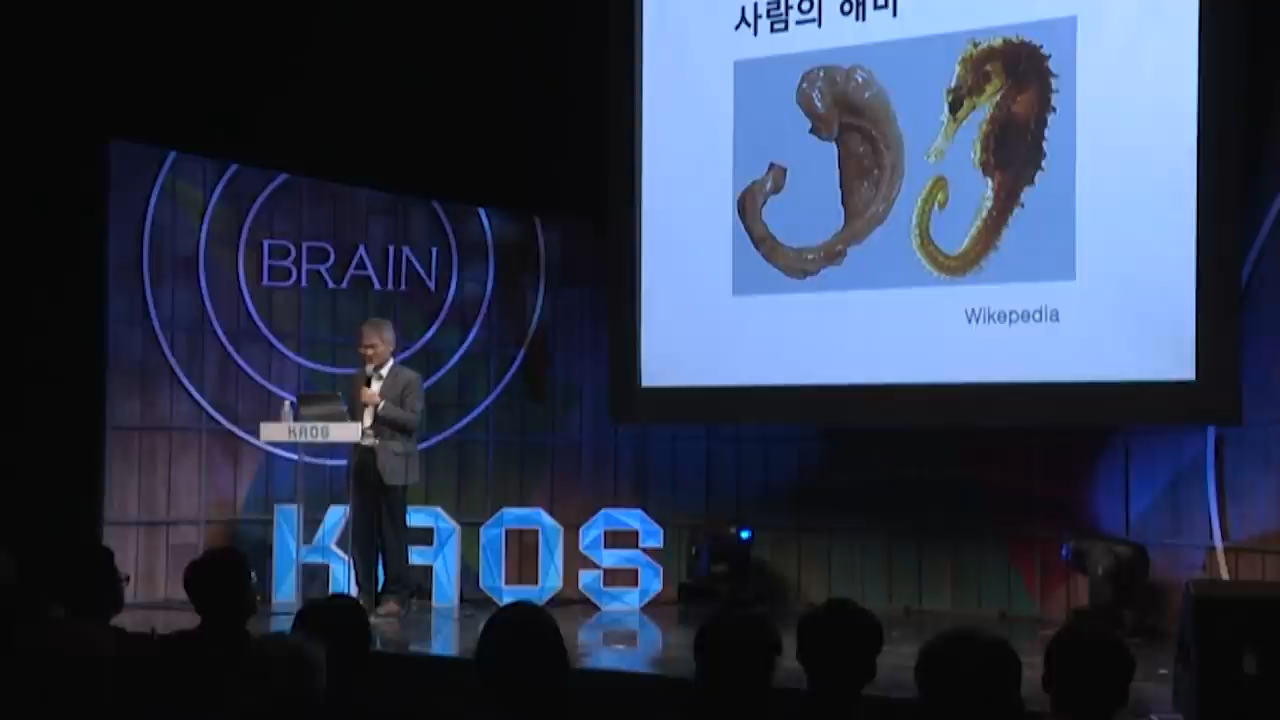 사람의 해마
BRAIN
Wikepedia
KAOS
KAOS